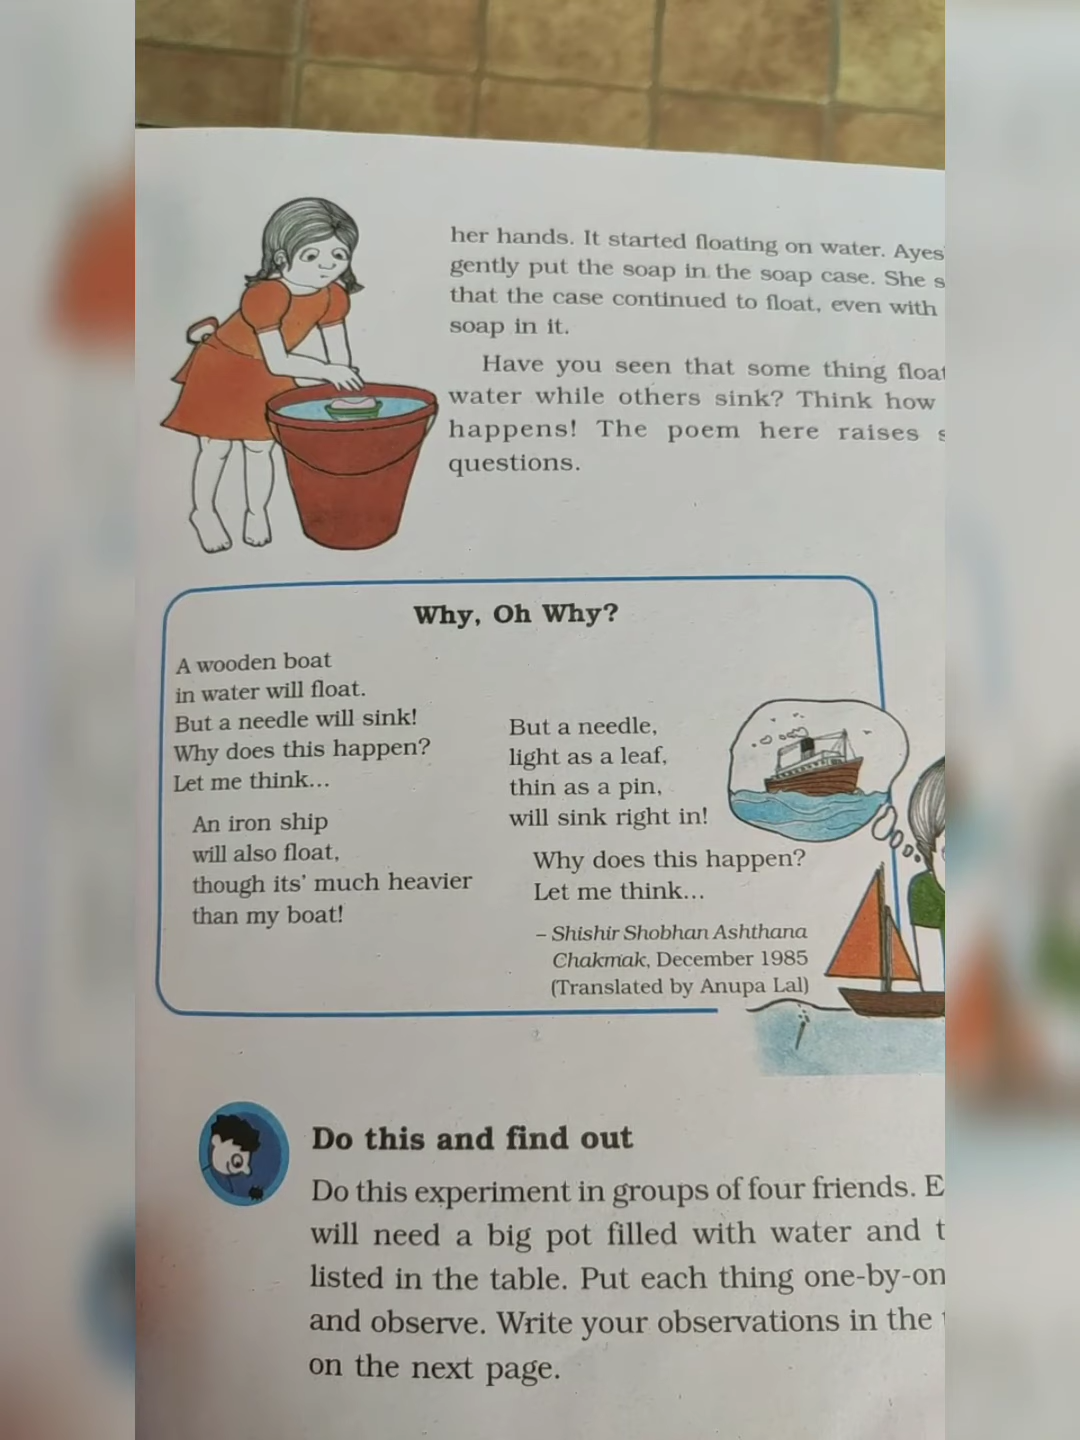 her hands. It started floating on water.
gently put the soap in the soap case. She
that the case continued to float, even with
soap in it.
Have you seen that some thing
water while others sink? Think how
happens! The poem here raises
questions.
Why, Oh Why?
A wooden boat
in water will float.
But a needle will sink!
Why does this happen?
Let me think...
An iron ship
will also float,
though its' much heavier
than my boat!
But a needle,
light as a leaf,
thin as a pin,
will sink right in!
Why does this happen?
Let me think...
– Shishir Shobhan Ashthana
Chakmak, December 1985
(Translated by Anupa Lal)
Do this and find out
Do this experiment in groups of four friends.
will need a big pot filled with water and
listed in the table. Put each thing
and observe. Write your observations in the
on the next page.